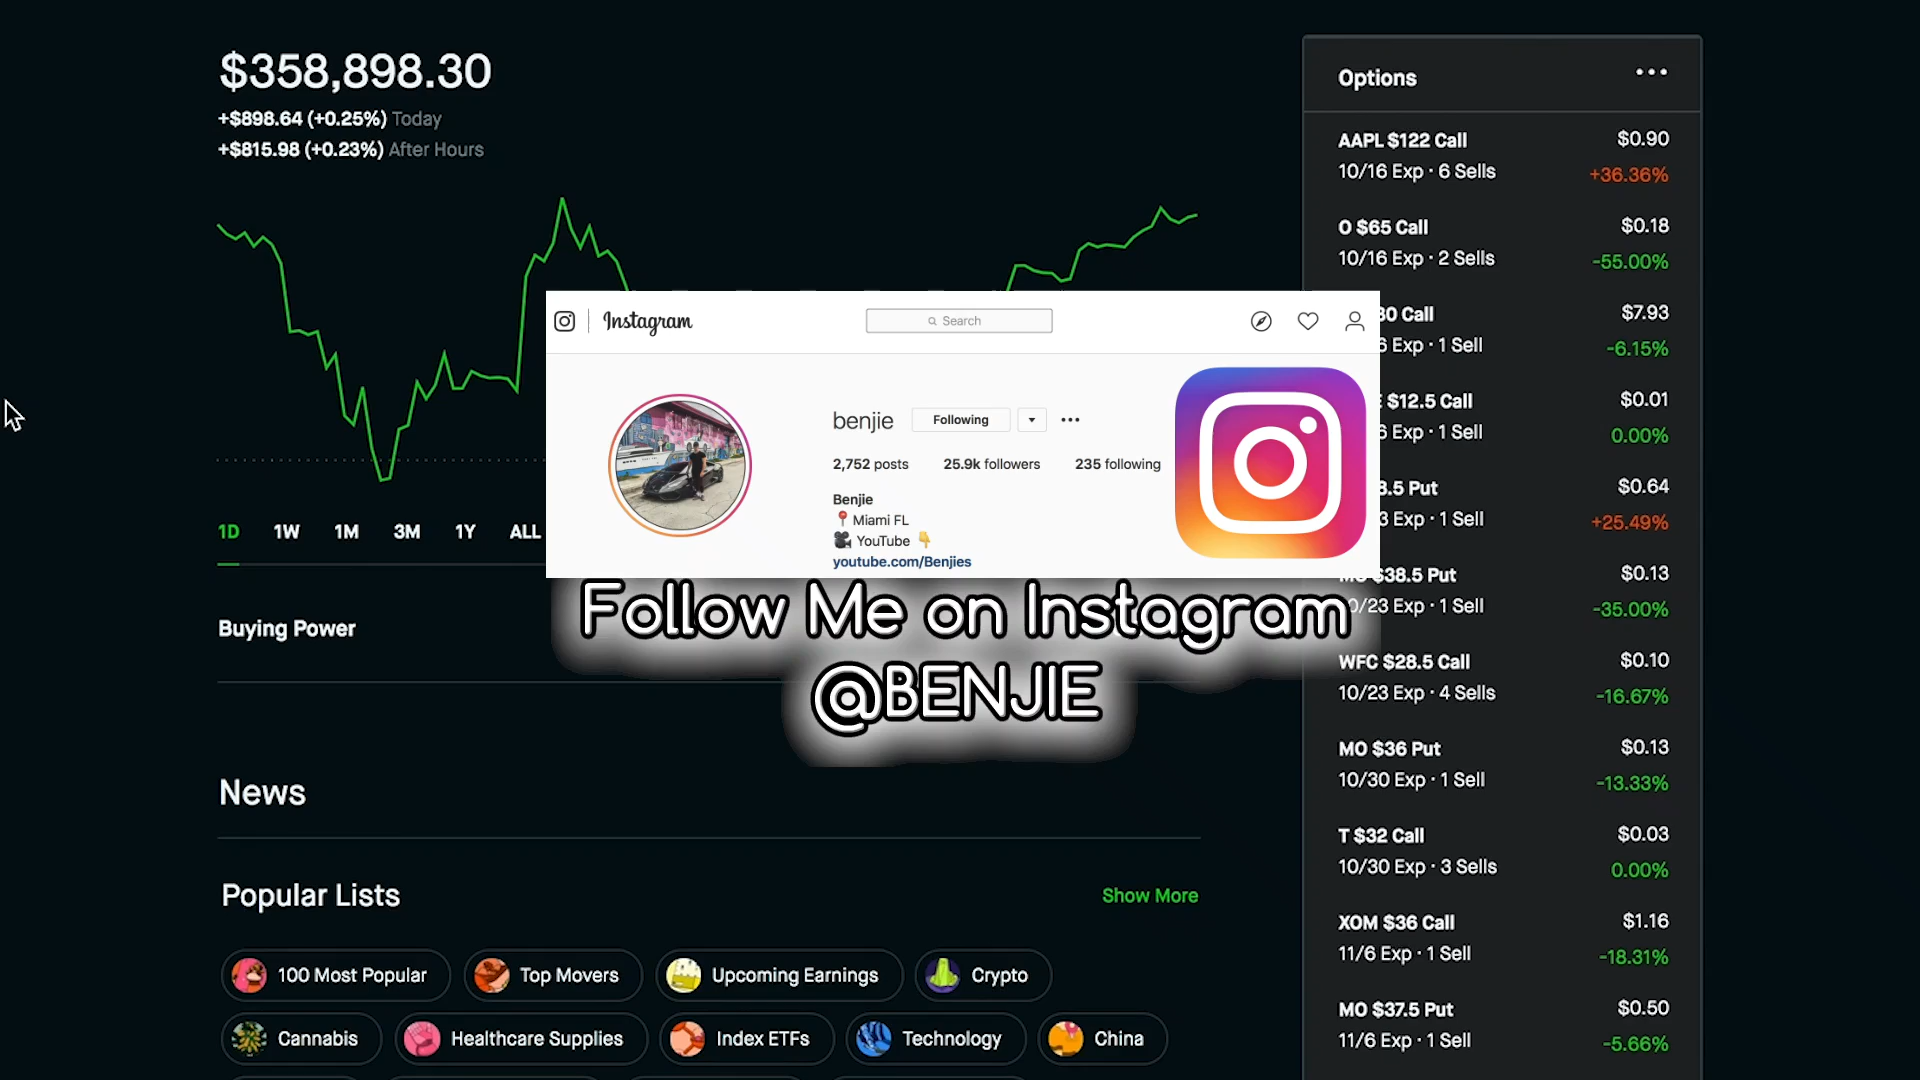 $358,898.30
+$898.64 (+0.25%) Today
+$815.98 (+0.23%) After Hours
1D 1W 1M 3M 1Y ALL
Buying Power
News
Popular Lists
Show More
100 Most Popular
Top Movers
Upcoming Earnings
Crypto
Cannabis
Healthcare Supplies
Index ETFs
Technology
China
Instagram
Search
benjie
Following
2,752 posts 25.9k followers 235 following
Benjie
Miami FL
YouTube
youtube.com/Benjies
Follow Me on Instagram
@BENJIE
Options
AAPL $122 Call $0.90
10/16 Exp · 6 Sells +36.36%
O $65 Call $0.18
10/16 Exp · 2 Sells -55.00%
Call $7.93
Exp · 1 Sell -6.15%
$12.5 Call $0.01
Exp · 1 Sell 0.00%
Put $0.64
Exp · 1 Sell +25.49%
$38.5 Put $0.13
/23 Exp · 1 Sell -35.00%
WFC $28.5 Call $0.10
10/23 Exp · 4 Sells -16.67%
MO $36 Put $0.13
10/30 Exp · 1 Sell -13.33%
T $32 Call $0.03
10/30 Exp · 3 Sells 0.00%
XOM $36 Call $1.16
11/6 Exp · 1 Sell -18.31%
MO $37.5 Put $0.50
11/6 Exp · 1 Sell -5.66%